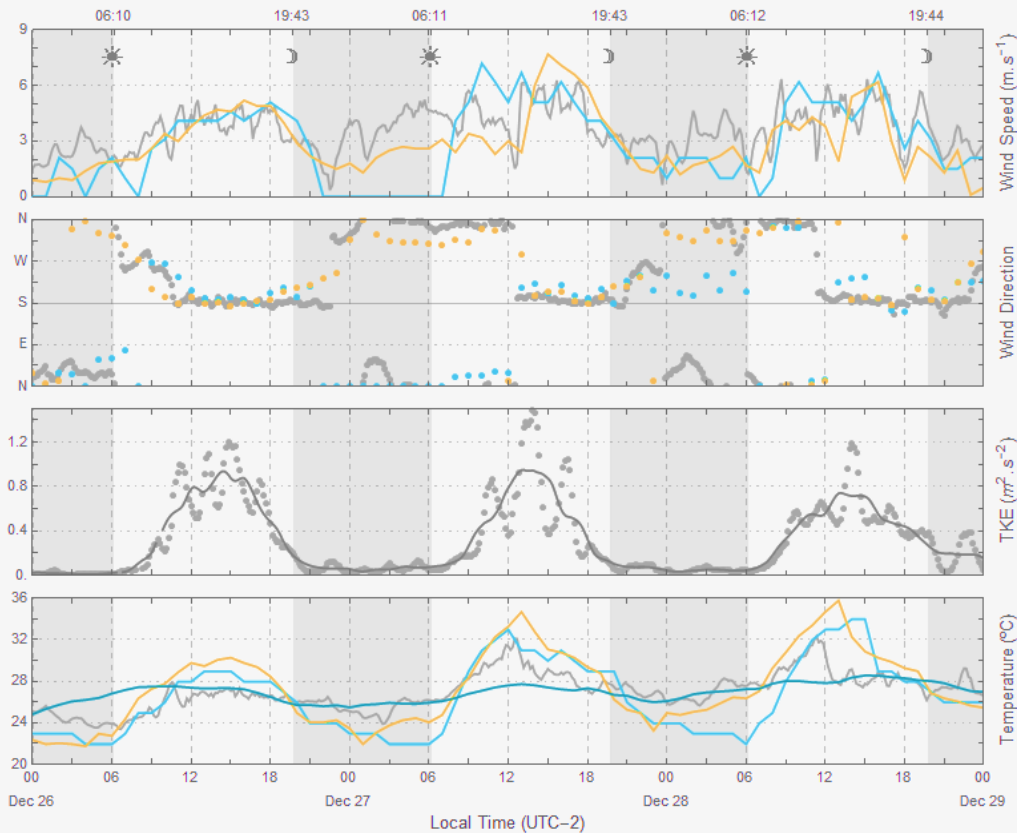 06:10 19:43 06:11 19:43 06:12 19:44
9
6
3
0
Wind Speed (m.s⁻¹)
N
W
S
E
N
Wind Direction
1.2
0.8
0.4
0.
TKE (m².s⁻²)
36
32
28
24
20
Temperature (ºC)
00 06 12 18 00 06 12 18 00 06 12 18 00
Dec 26 Dec 27 Dec 28 Dec 29
Local Time (UTC−2)